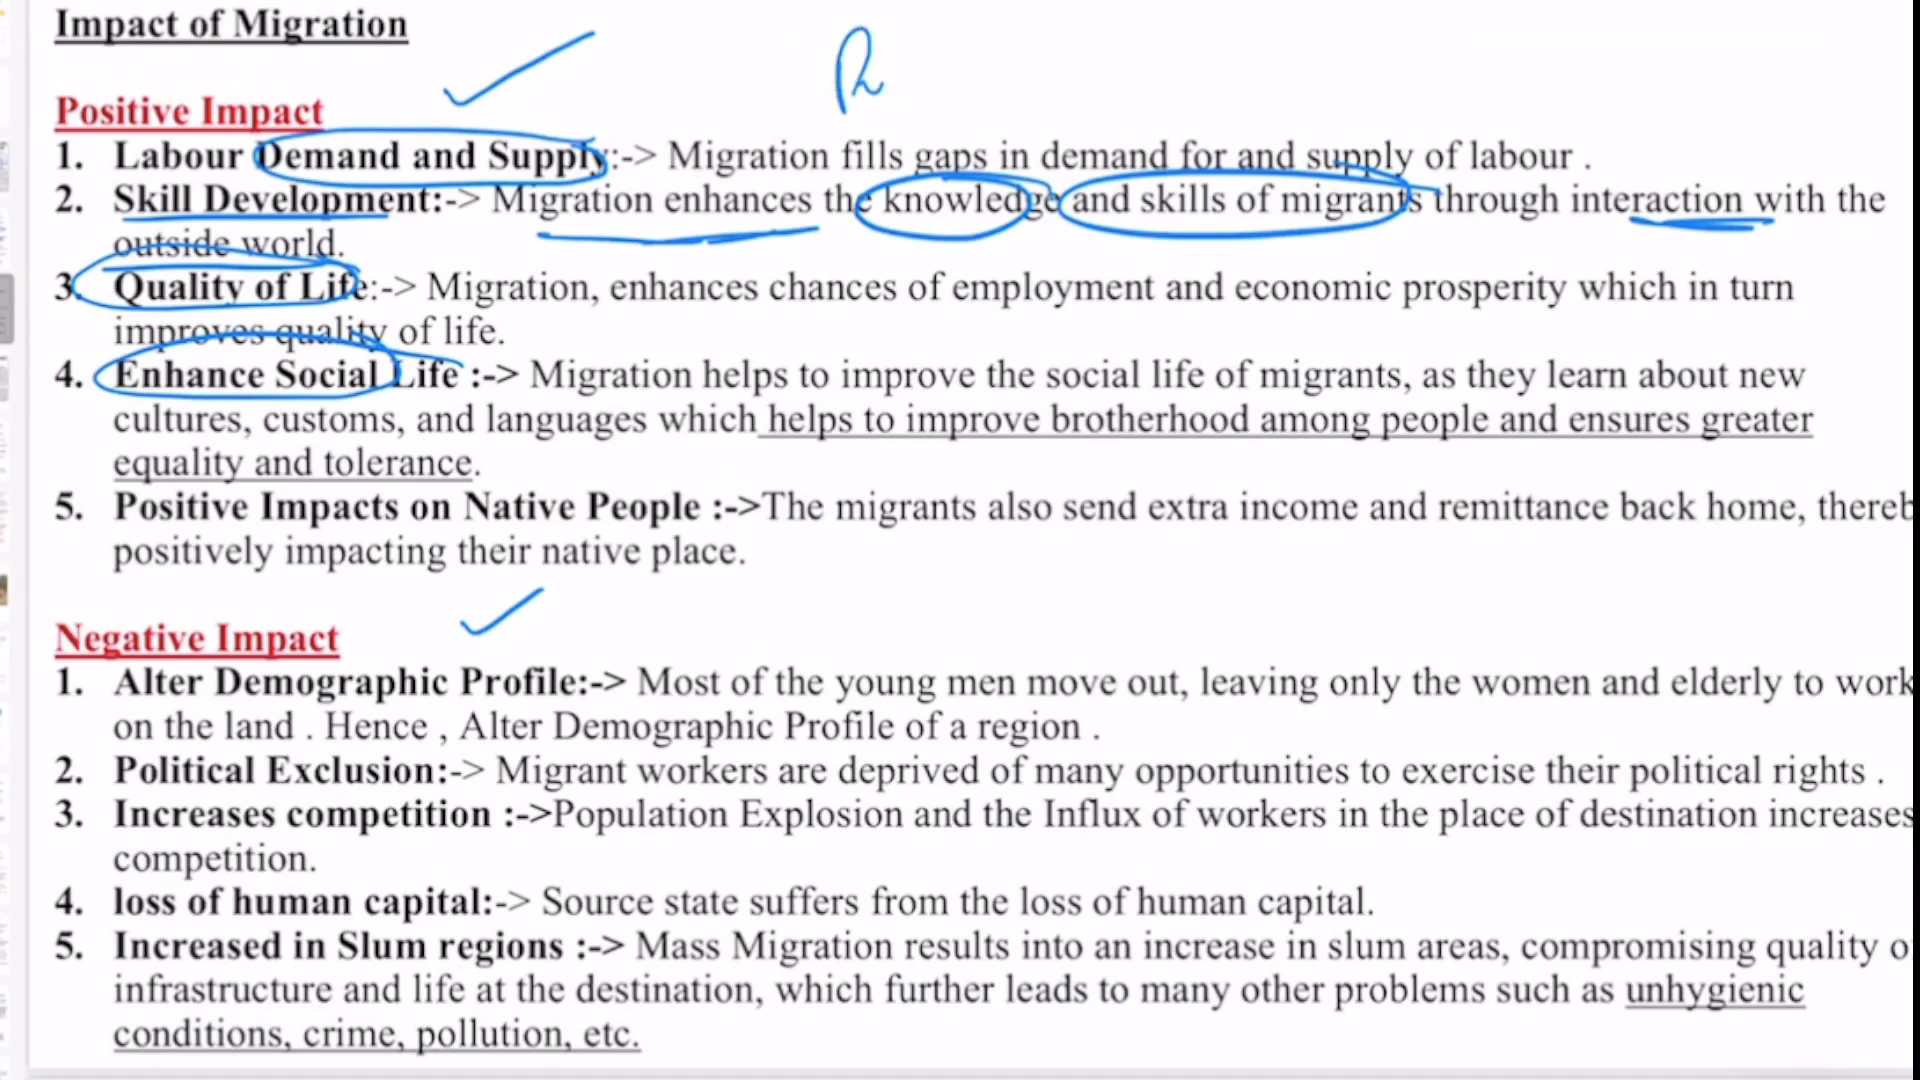 Impact of Migration
Positive Impact
1. Labour Demand and Supply:-> Migration fills gaps in demand for and supply of labour .
2. Skill Development:-> Migration enhances the knowledge and skills of migrants through interaction with the
outside world.
3. Quality of Life:-> Migration, enhances chances of employment and economic prosperity which in turn
improves quality of life.
4. Enhance Social Life :-> Migration helps to improve the social life of migrants, as they learn about new
cultures, customs, and languages which helps to improve brotherhood among people and ensures greater
equality and tolerance.
5. Positive Impacts on Native People :->The migrants also send extra income and remittance back home, thereb
positively impacting their native place.
Negative Impact
1. Alter Demographic Profile:-> Most of the young men move out, leaving only the women and elderly to work
on the land . Hence , Alter Demographic Profile of a region .
2. Political Exclusion:-> Migrant workers are deprived of many opportunities to exercise their political rights .
3. Increases competition :->Population Explosion and the Influx of workers in the place of destination increases
competition.
4. loss of human capital:-> Source state suffers from the loss of human capital.
5. Increased in Slum regions :-> Mass Migration results into an increase in slum areas, compromising quality o
infrastructure and life at the destination, which further leads to many other problems such as unhygienic
conditions, crime, pollution, etc.